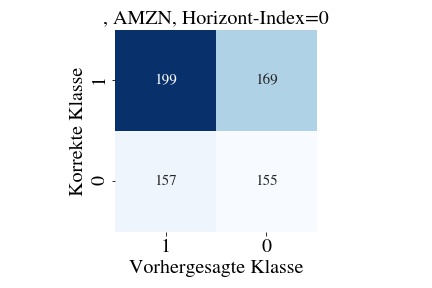 , AMZN, Horizont-Index=0
Korrekte Klasse
1
199
169
0
157
155
1
0
Vorhergesagte Klasse